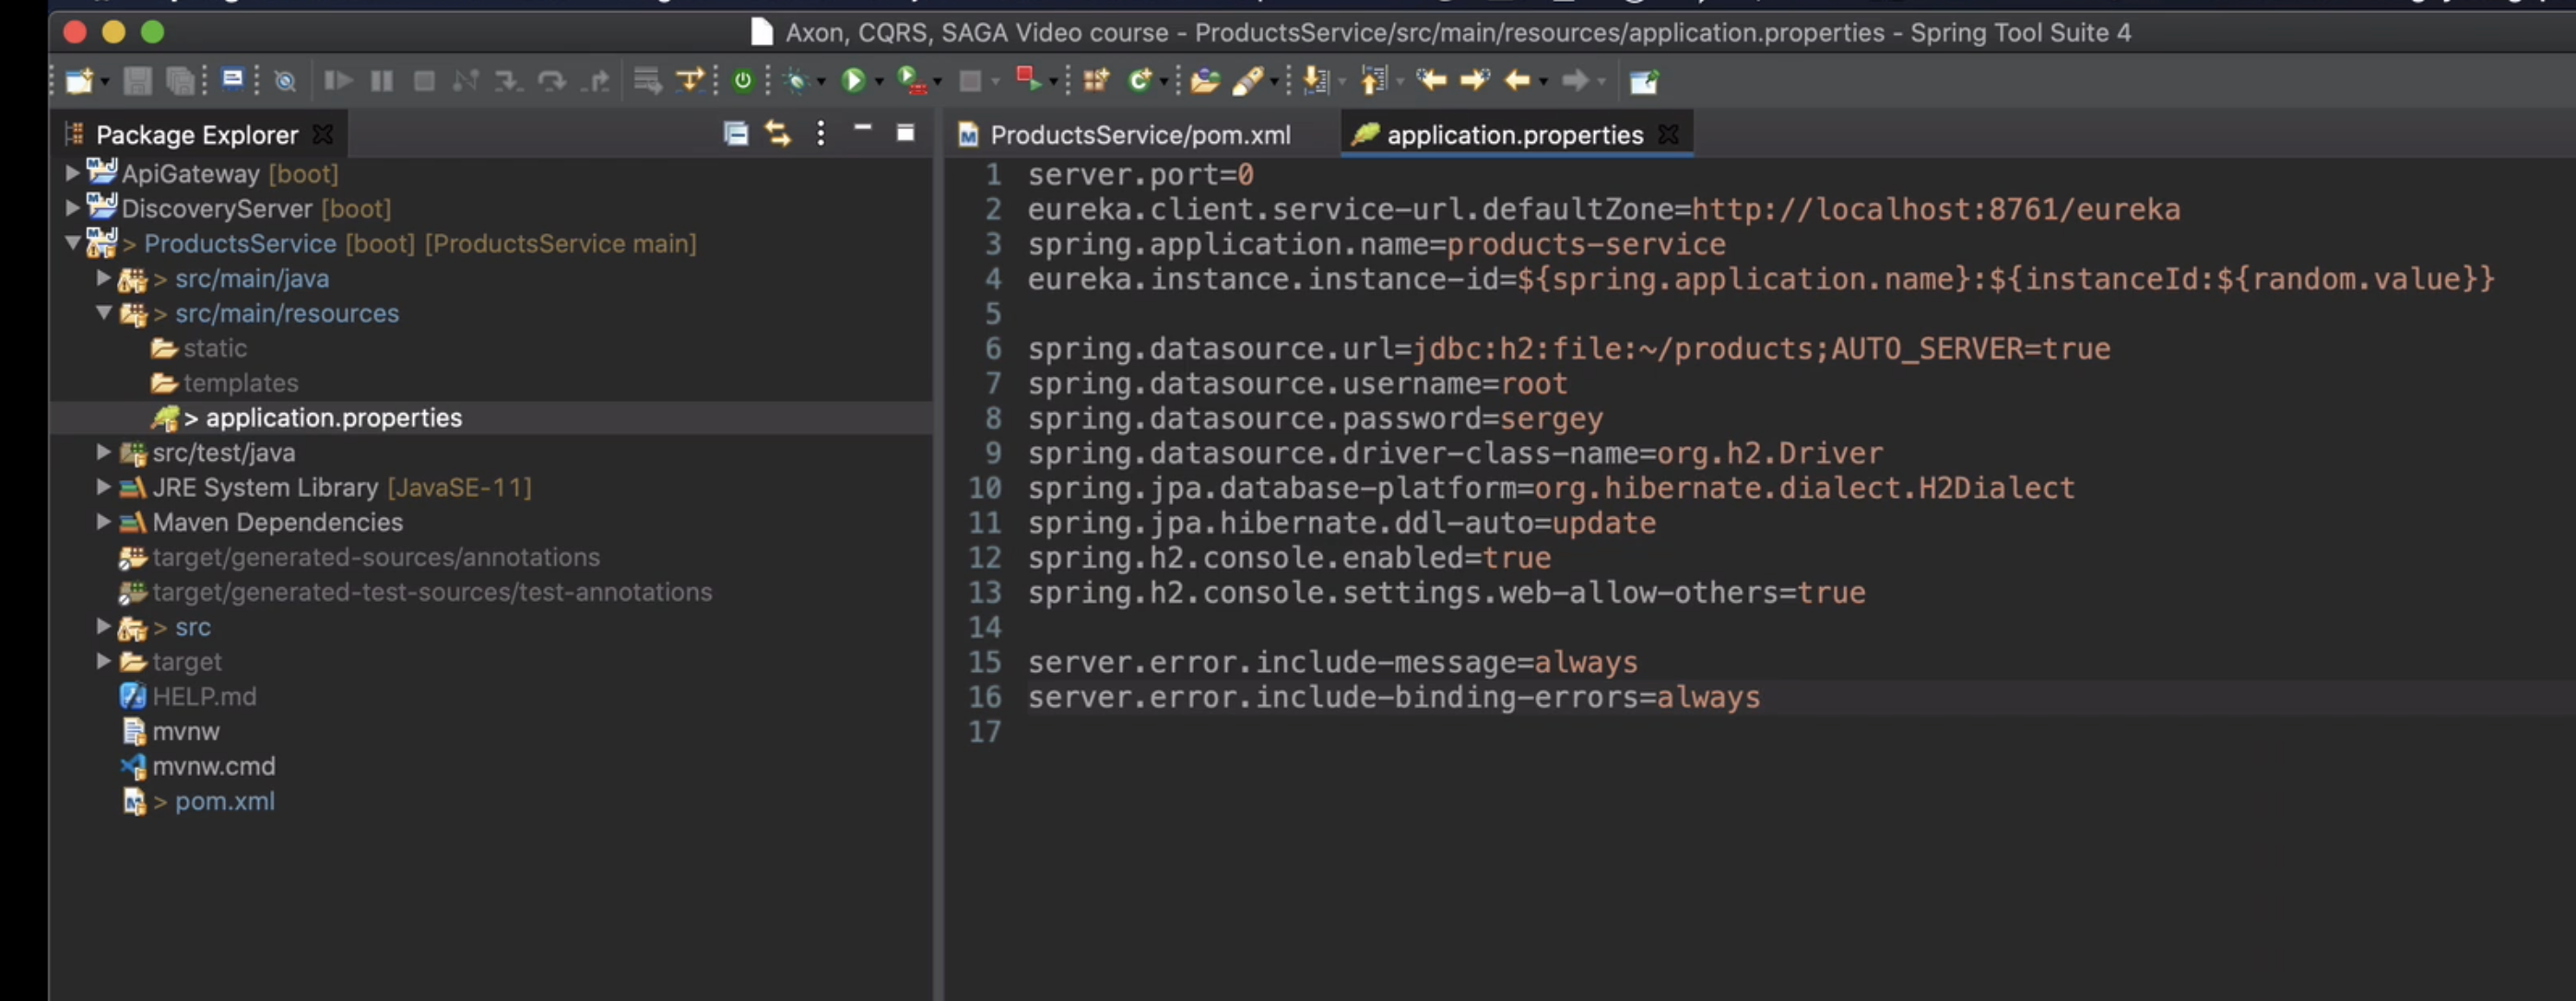 Axon, CQRS, SAGA Video course - ProductsService/src/main/resources/application.properties - Spring Tool Suite 4
Package Explorer
ApiGateway [boot]
DiscoveryServer [boot]
> ProductsService [boot] [ProductsService main]
> src/main/java
> src/main/resources
static
templates
> application.properties
src/test/java
JRE System Library [JavaSE-11]
Maven Dependencies
target/generated-sources/annotations
target/generated-test-sources/test-annotations
> src
target
HELP.md
mvnw
mvnw.cmd
> pom.xml
ProductsService/pom.xml
application.properties
1 server.port=0
2 eureka.client.service-url.defaultZone=http://localhost:8761/eureka
3 spring.application.name=products-service
4 eureka.instance.instance-id=${spring.application.name}:${instanceId:${random.value}}
5
6 spring.datasource.url=jdbc:h2:file:~/products;AUTO_SERVER=true
7 spring.datasource.username=root
8 spring.datasource.password=sergey
9 spring.datasource.driver-class-name=org.h2.Driver
10 spring.jpa.database-platform=org.hibernate.dialect.H2Dialect
11 spring.jpa.hibernate.ddl-auto=update
12 spring.h2.console.enabled=true
13 spring.h2.console.settings.web-allow-others=true
14
15 server.error.include-message=always
16 server.error.include-binding-errors=always
17